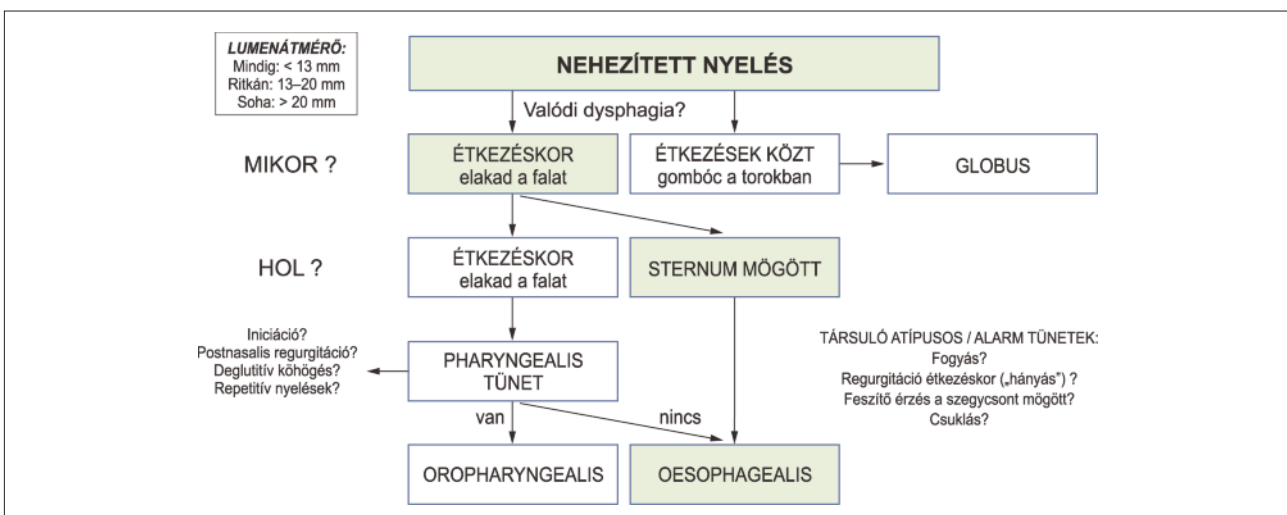 LUMENÁTMÉRŐ:
Mindig: < 13 mm
Ritkán: 13–20 mm
Soha: > 20 mm
NEHEZÍTETT NYELÉS
Valódi dysphagia?
MIKOR ?
ÉTKEZÉSKOR
elakad a falat
ÉTKEZÉSEK KÖZT
gombóc a torokban
GLOBUS
HOL ?
ÉTKEZÉSKOR
elakad a falat
STERNUM MÖGÖTT
Iniciáció?
Postnasalis regurgitáció?
Deglutitív köhögés?
Repetitív nyelések?
PHARYNGEALIS
TÜNET
TÁRSULÓ ATÍPUSOS / ALARM TÜNETEK:
Fogyás?
Regurgitáció étkezéskor („hányás”) ?
Feszítő érzés a szegycsont mögött?
Csuklás?
van
nincs
OROPHARYNGEALIS
OESOPHAGEALIS